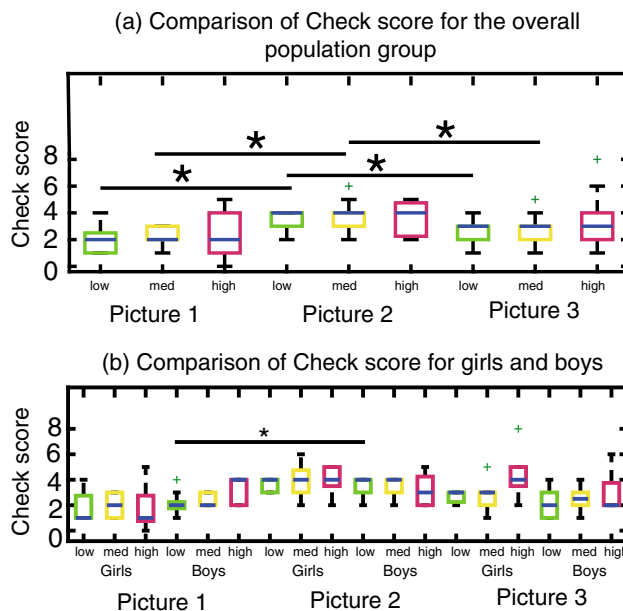 (a) Comparison of Check score for the overall
population group
Check score
8
6
4
2
0
* * * *
low med high low med high low med high
Picture 1 Picture 2 Picture 3
(b) Comparison of Check score for girls and boys
Check score
8
6
4
2
0
*
low med high low med high low med high low med high low med high low med high
Girls Boys Girls Boys Girls Boys
Picture 1 Picture 2 Picture 3